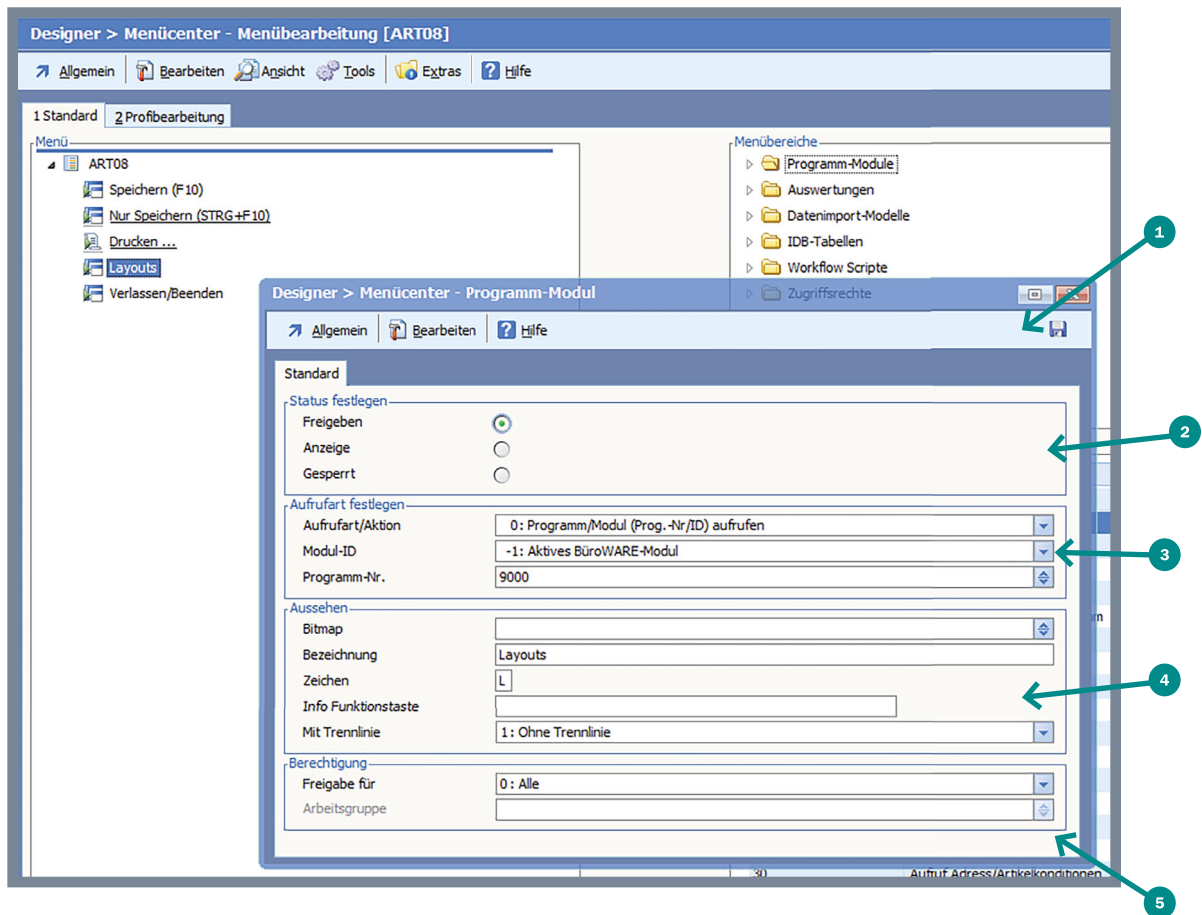 Designer > Menücenter - Menübearbeitung [ART08]
Allgemein Bearbeiten Ansicht Tools Extras Hilfe
1 Standard 2 Profibearbeitung
Menü
ART08
Speichern (F10)
Nur Speichern (STRG+F10)
Drucken ...
Layouts
Verlassen/Beenden
Menübereiche
Programm-Module
Auswertungen
Datenimport-Modelle
IDB-Tabellen
Workflow Scripte
Zugriffsrechte
Designer > Menücenter - Programm-Modul
Allgemein Bearbeiten Hilfe
Standard
Status festlegen
Freigeben
Anzeige
Gesperrt
Aufrufart festlegen
Aufrufart/Aktion 0: Programm/Modul (Prog.-Nr/ID) aufrufen
Modul-ID -1: Aktives BüroWARE-Modul
Programm-Nr. 9000
Aussehen
Bitmap
Bezeichnung Layouts
Zeichen L
Info Funktionstaste
Mit Trennlinie 1: Ohne Trennlinie
Berechtigung
Freigabe für 0: Alle
Arbeitsgruppe
30 Aufruf Adress/Artikelkonditionen
1
2
3
4
5